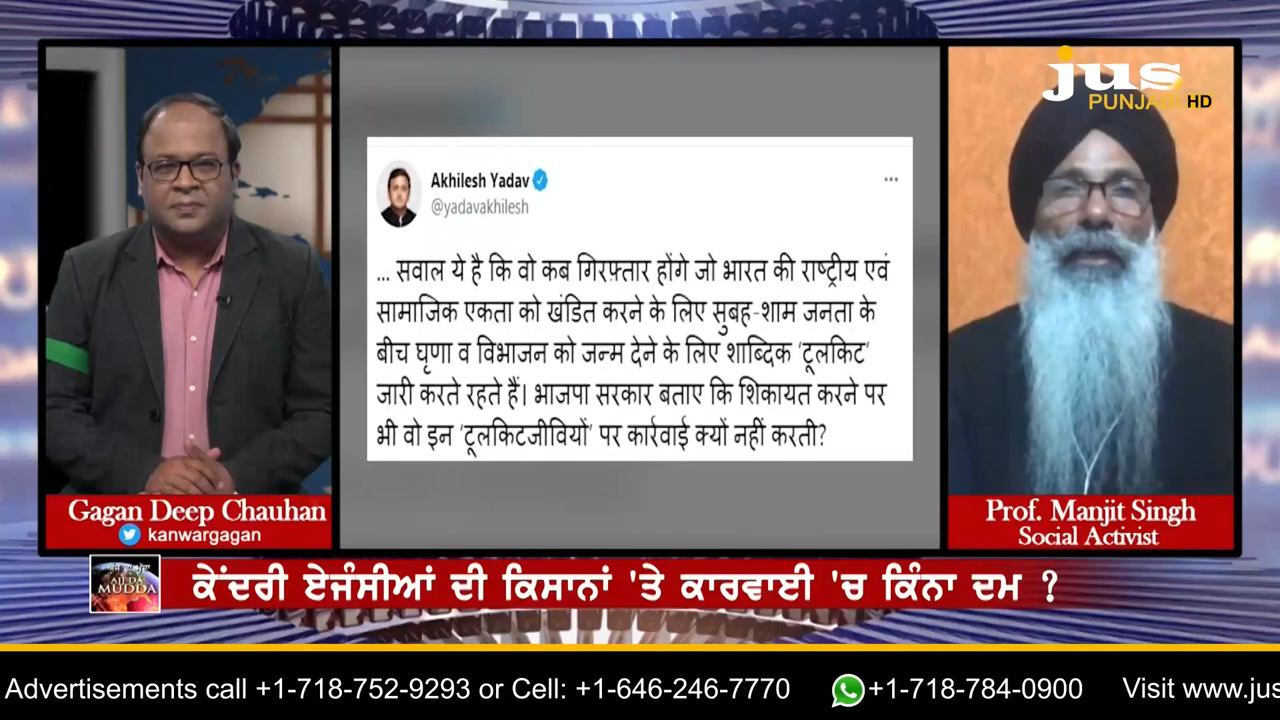 jus
PUNJABI HD
Akhilesh Yadav
@yadavakhilesh
... सवाल ये है कि वो कब गिरफ़्तार होंगे जो भारत की राष्ट्रीय एवं
सामाजिक एकता को खंडित करने के लिए सुबह-शाम जनता के
बीच घृणा व विभाजन को जन्म देने के लिए शाब्दिक ‘टूलकिट’
जारी करते रहते हैं। भाजपा सरकार बताए कि शिकायत करने पर
भी वो इन ‘टूलकिटजीवियों’ पर कार्रवाई क्यों नहीं करती?
Gagan Deep Chauhan
kanwargagan
Prof. Manjit Singh
Social Activist
AJJ DA
MUDDA
ਕੇਂਦਰੀ ਏਜੰਸੀਆਂ ਦੀ ਕਿਸਾਨਾਂ 'ਤੇ ਕਾਰਵਾਈ 'ਚ ਕਿੰਨਾ ਦਮ ?
Advertisements call +1-718-752-9293 or Cell: +1-646-246-7770 +1-718-784-0900 Visit www.jus